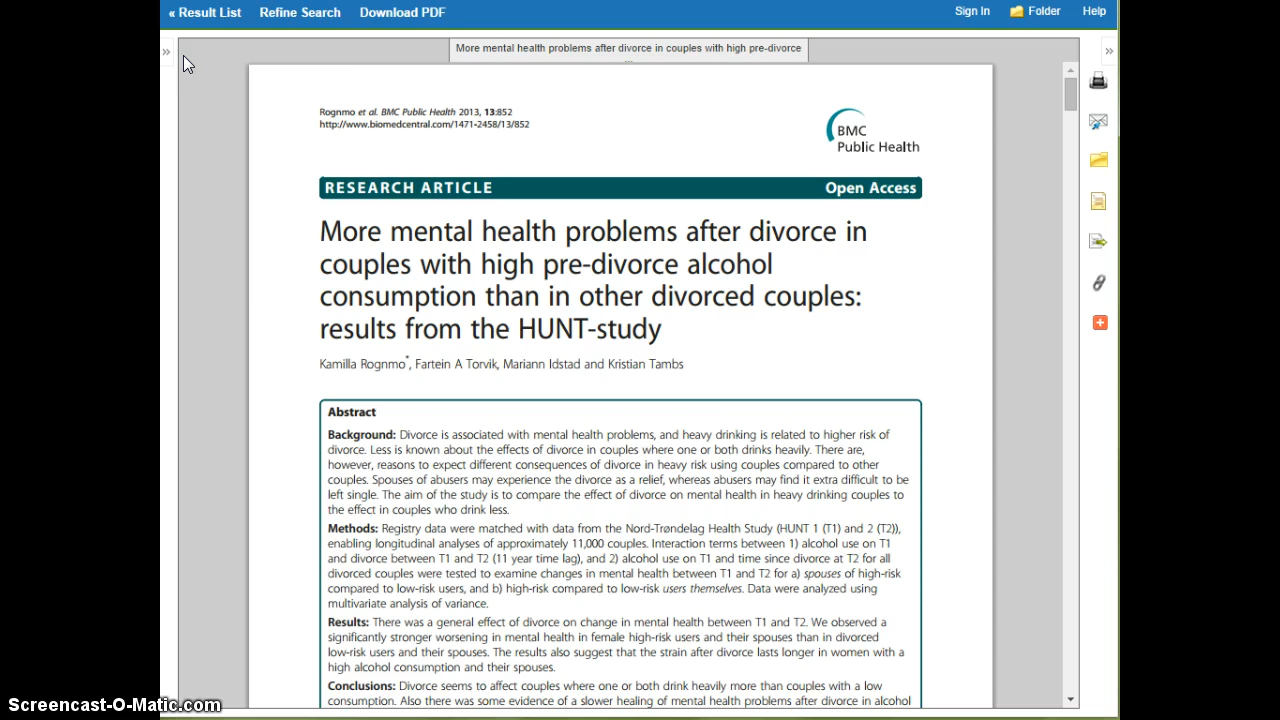 « Result List Refine Search Download PDF Sign In Folder Help
More mental health problems after divorce in couples with high pre-divorce
...
Rognmo et al. BMC Public Health 2013, 13:852
http://www.biomedcentral.com/1471-2458/13/852
BMC
Public Health
RESEARCH ARTICLE Open Access
More mental health problems after divorce in
couples with high pre-divorce alcohol
consumption than in other divorced couples:
results from the HUNT-study
Kamilla Rognmo*, Fartein A Torvik, Mariann Idstad and Kristian Tambs
Abstract
Background: Divorce is associated with mental health problems, and heavy drinking is related to higher risk of
divorce. Less is known about the effects of divorce in couples where one or both drinks heavily. There are,
however, reasons to expect different consequences of divorce in heavy risk using couples compared to other
couples. Spouses of abusers may experience the divorce as a relief, whereas abusers may find it extra difficult to be
left single. The aim of the study is to compare the effect of divorce on mental health in heavy drinking couples to
the effect in couples who drink less.
Methods: Registry data were matched with data from the Nord-Trøndelag Health Study (HUNT 1 (T1) and 2 (T2)),
enabling longitudinal analyses of approximately 11,000 couples. Interaction terms between 1) alcohol use on T1
and divorce between T1 and T2 (11 year time lag), and 2) alcohol use on T1 and time since divorce at T2 for all
divorced couples were tested to examine changes in mental health between T1 and T2 for a) spouses of high-risk
compared to low-risk users, and b) high-risk compared to low-risk users themselves. Data were analyzed using
multivariate analysis of variance.
Results: There was a general effect of divorce on change in mental health between T1 and T2. We observed a
significantly stronger worsening in mental health in female high-risk users and their spouses than in divorced
low-risk users and their spouses. The results also suggest that the strain after divorce lasts longer in women with a
high alcohol consumption and their spouses.
Conclusions: Divorce seems to affect couples where one or both drink heavily more than couples with a low
consumption. Also there was some evidence of a slower healing of mental health problems after divorce in alcohol
Screencast-O-Matic.com